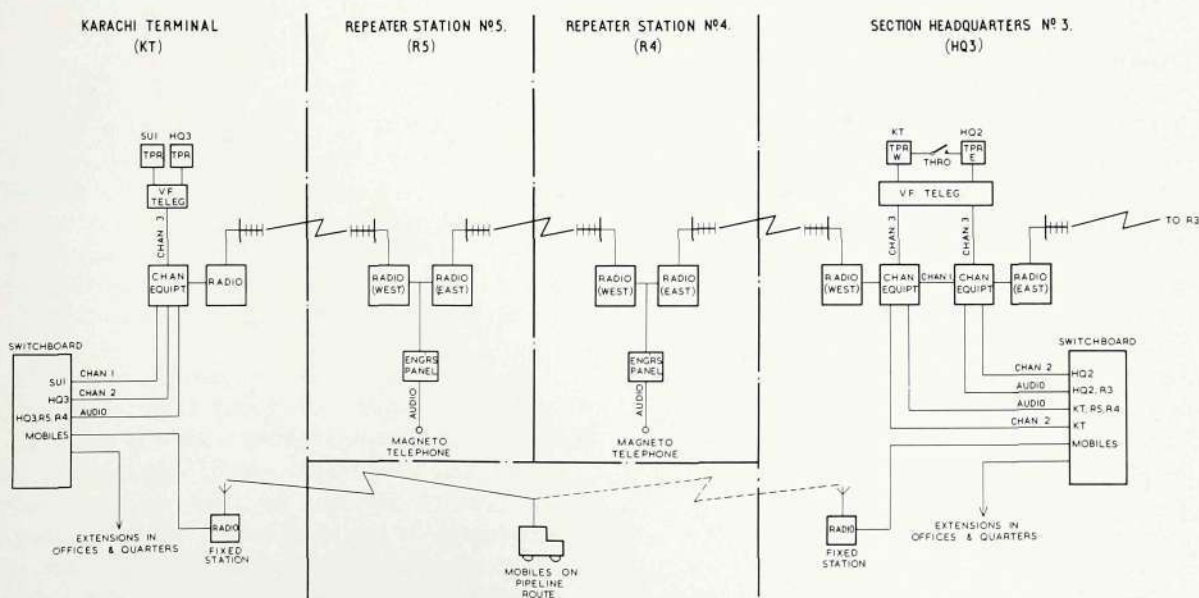 KARACHI TERMINAL
(KT)
REPEATER STATION Nº5.
(R5)
REPEATER STATION Nº4.
(R4)
SECTION HEADQUARTERS Nº 3.
(HQ3)
SUI
HQ3
TPR
TPR
VF
TELEG
CHAN 3
CHAN
EQUIPT
RADIO
SWITCHBOARD
SUI
CHAN 1
HQ3
CHAN 2
HQ3,R5,R4
AUDIO
MOBILES
EXTENSIONS IN
OFFICES & QUARTERS
RADIO
FIXED
STATION
RADIO
(WEST)
RADIO
(EAST)
ENGRS
PANEL
AUDIO
MAGNETO
TELEPHONE
RADIO
(WEST)
RADIO
(EAST)
ENGRS
PANEL
AUDIO
MAGNETO
TELEPHONE
MOBILES ON
PIPELINE
ROUTE
KT
HQ2
TPR
W
THRO
TPR
E
VF TELEG
CHAN 3
CHAN 3
TO R3
RADIO
(WEST)
CHAN
EQUIPT
CHAN 1
CHAN
EQUIPT
RADIO
(EAST)
SWITCHBOARD
CHAN 2
HQ2
AUDIO
HQ2,R3
AUDIO
KT,R5,R4
CHAN 2
KT
MOBILES
RADIO
FIXED
STATION
EXTENSIONS IN
OFFICES & QUARTERS